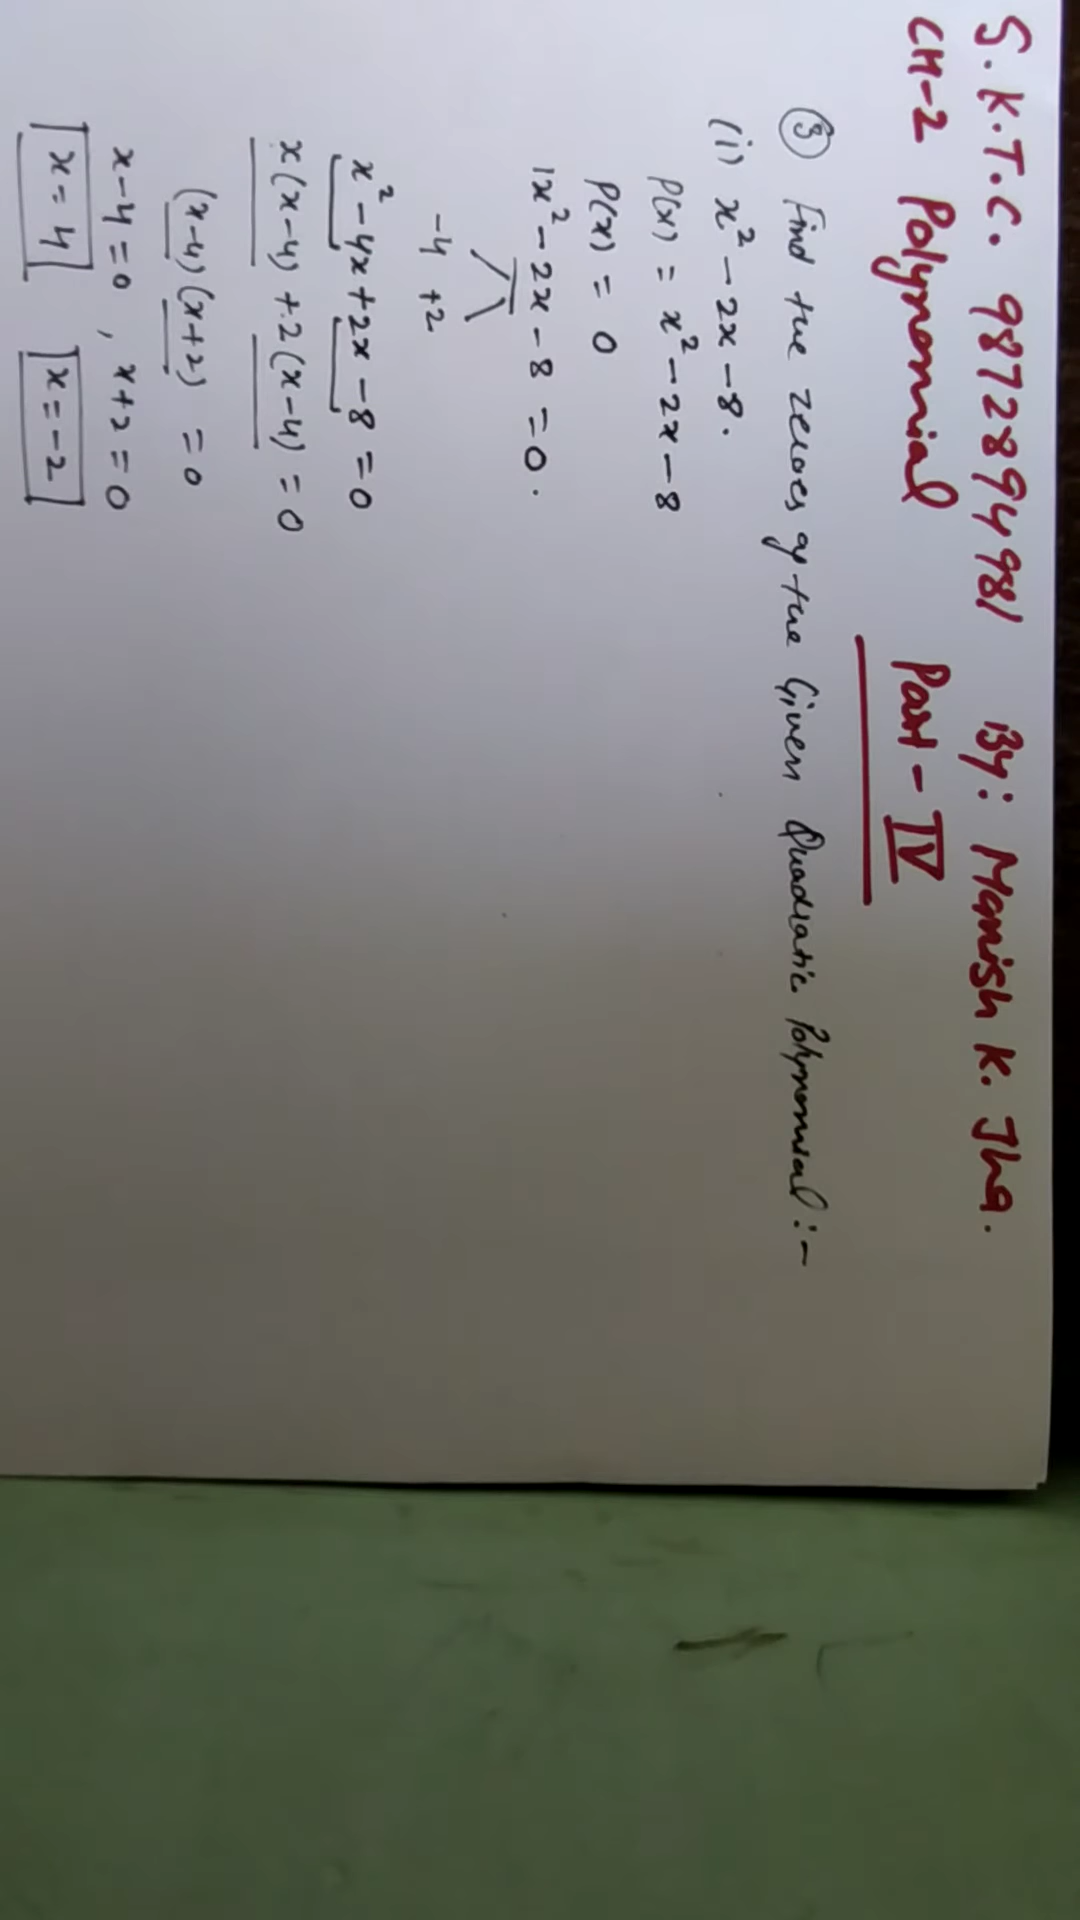 S.K.T.C. 9872894981 By: Manish K. Jha.
CH-2 Polynomial Part-IV
③ Find the zeroes of the Given Quadratic Polynomial:-
(i) x² - 2x - 8.
P(x) = x² - 2x - 8
P(x) = 0
1x² - 2x - 8 = 0.
-4 +2
x² - 4x + 2x - 8 = 0
x(x-4) + 2(x-4) = 0
(x-4)(x+2) = 0
x-4=0, x+2=0
x=4 x=-2